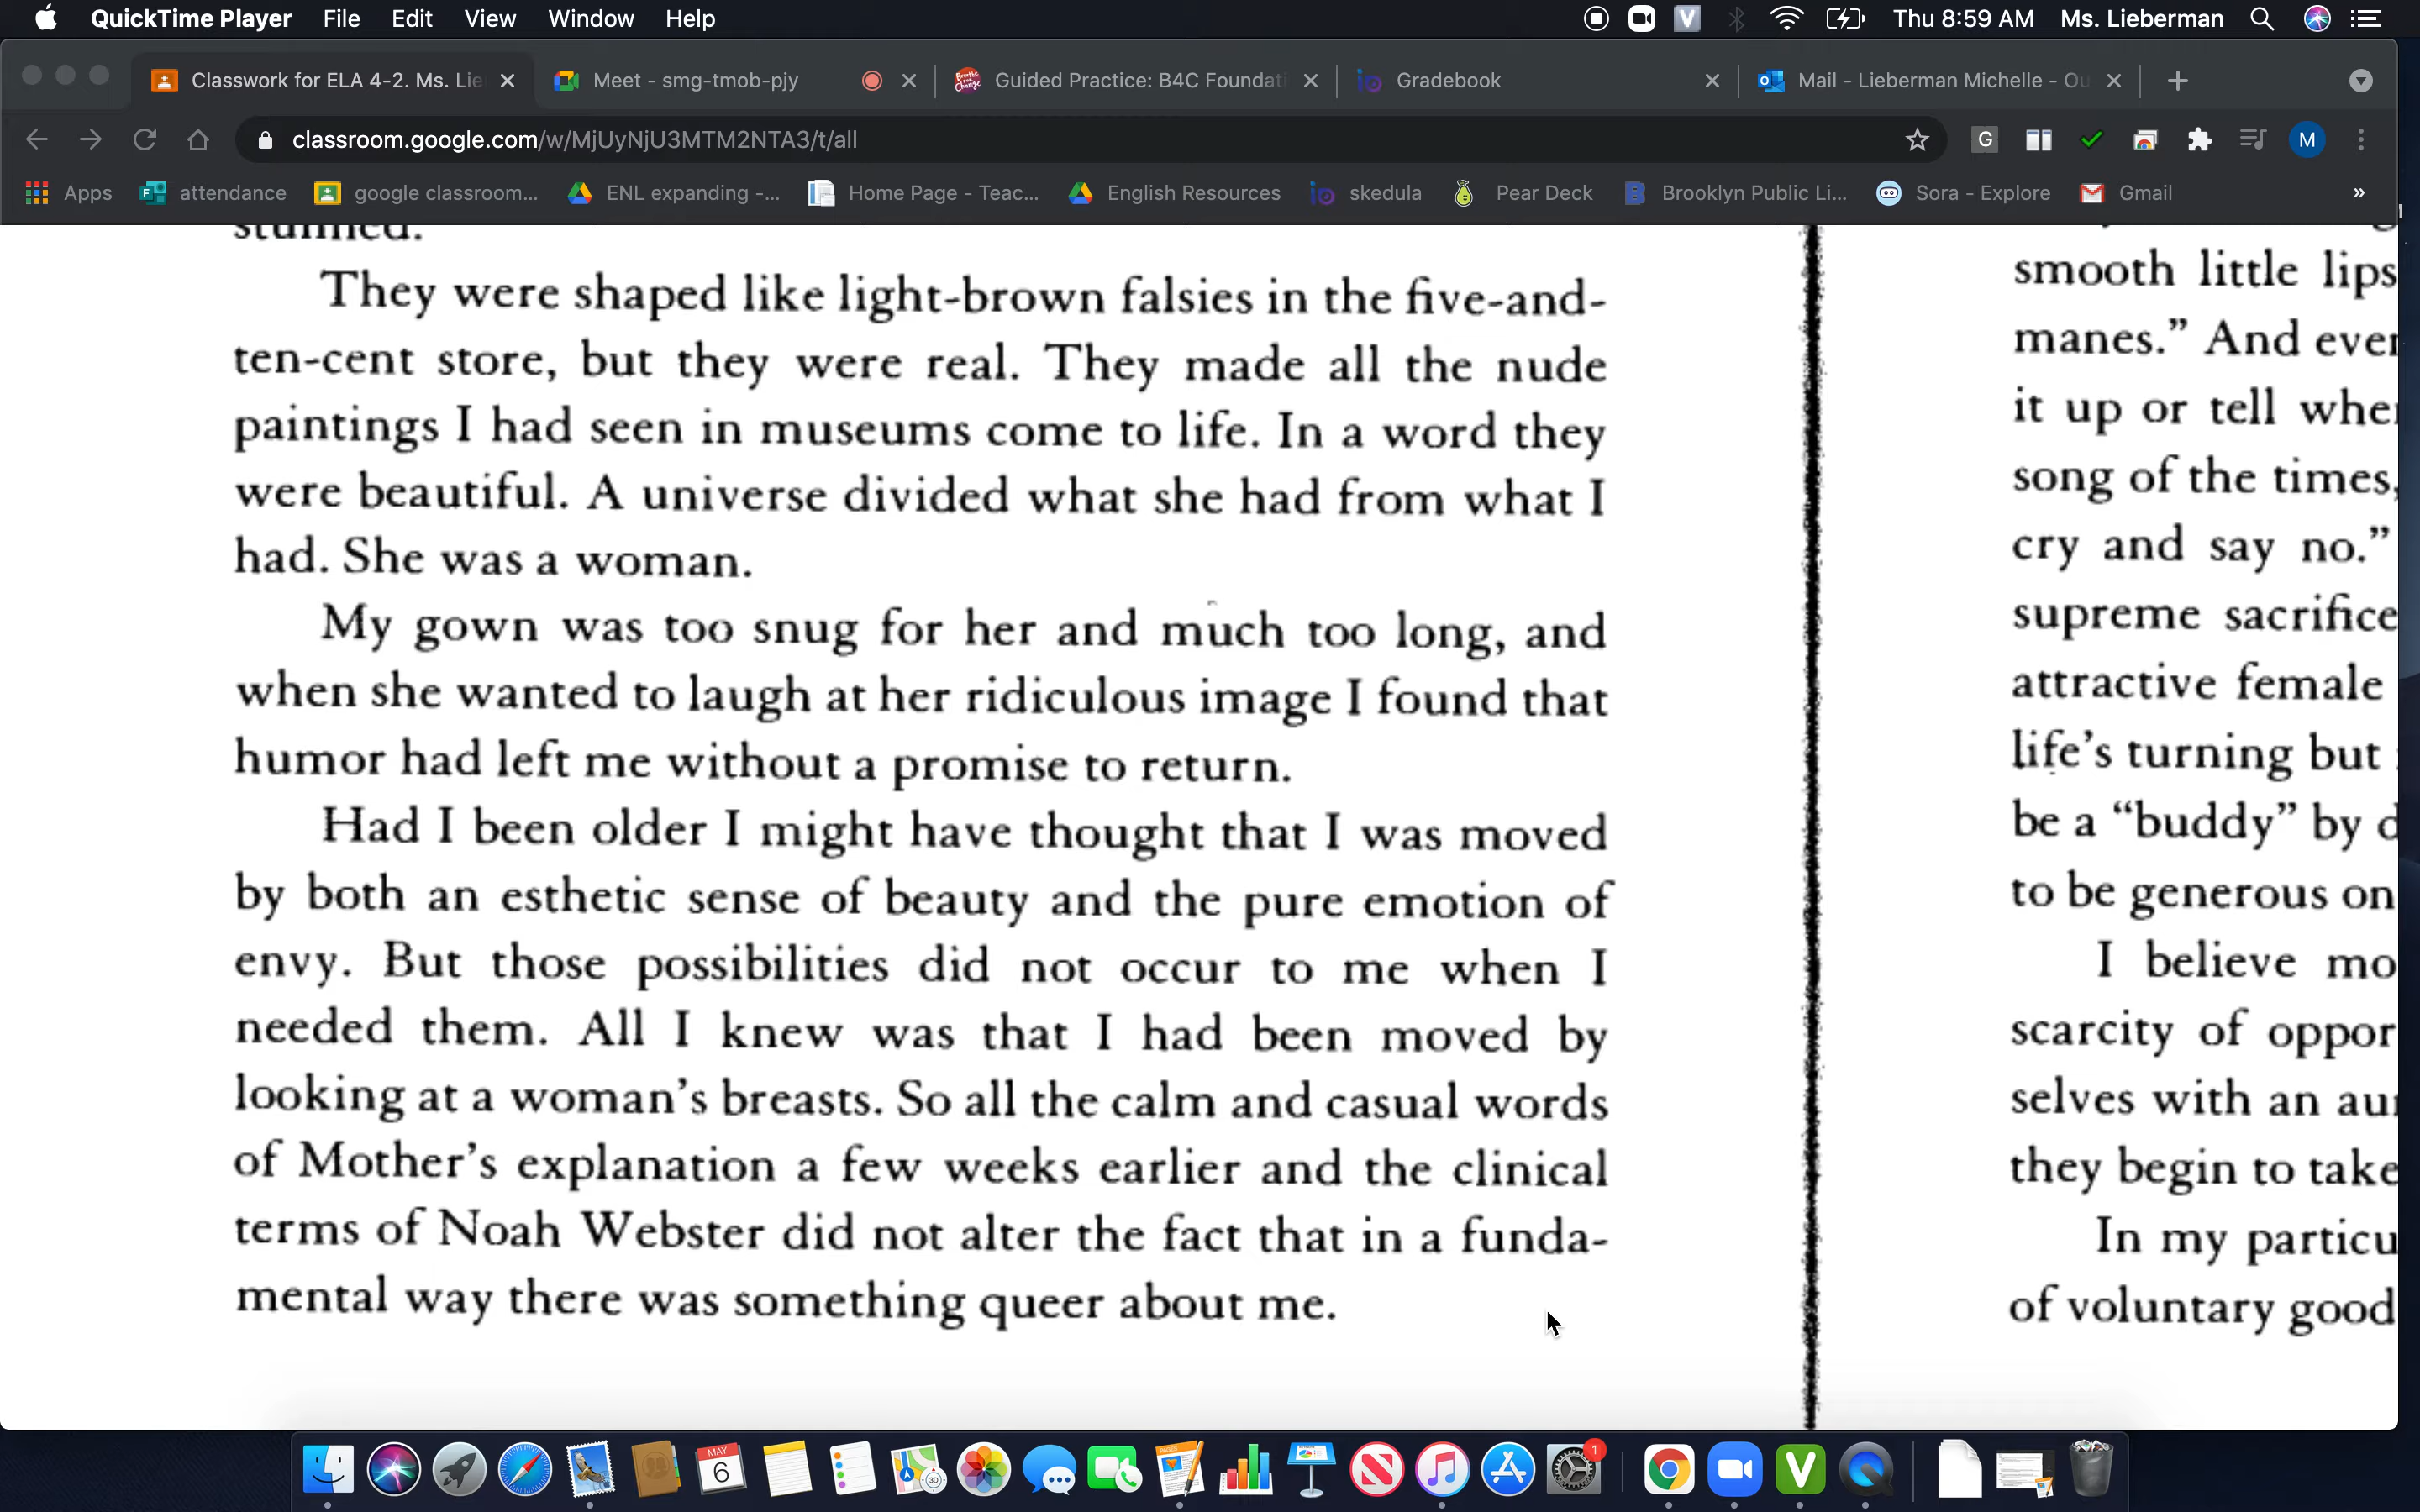 QuickTime Player File Edit View Window Help Thu 8:59 AM Ms. Lieberman
Classwork for ELA 4-2. Ms. Lie Meet - smg-tmob-pjy Guided Practice: B4C Foundati Gradebook Mail - Lieberman Michelle - Ou
classroom.google.com/w/MjUyNjU3MTM2NTA3/t/all G M
Apps attendance google classroom... ENL expanding -... Home Page - Teac... English Resources skedula Pear Deck Brooklyn Public Li... Sora - Explore Gmail »
stunned.
They were shaped like light-brown falsies in the five-and-
ten-cent store, but they were real. They made all the nude
paintings I had seen in museums come to life. In a word they
were beautiful. A universe divided what she had from what I
had. She was a woman.
My gown was too snug for her and much too long, and
when she wanted to laugh at her ridiculous image I found that
humor had left me without a promise to return.
Had I been older I might have thought that I was moved
by both an esthetic sense of beauty and the pure emotion of
envy. But those possibilities did not occur to me when I
needed them. All I knew was that I had been moved by
looking at a woman's breasts. So all the calm and casual words
of Mother's explanation a few weeks earlier and the clinical
terms of Noah Webster did not alter the fact that in a funda-
mental way there was something queer about me.
smooth little lips
manes." And ever
it up or tell whe
song of the times,
cry and say no."
supreme sacrifice
attractive female
life's turning but
be a "buddy" by d
to be generous on
I believe mo
scarcity of oppor
selves with an au
they begin to take
In my particu
of voluntary good
MAY
6
PAGES
3D
1